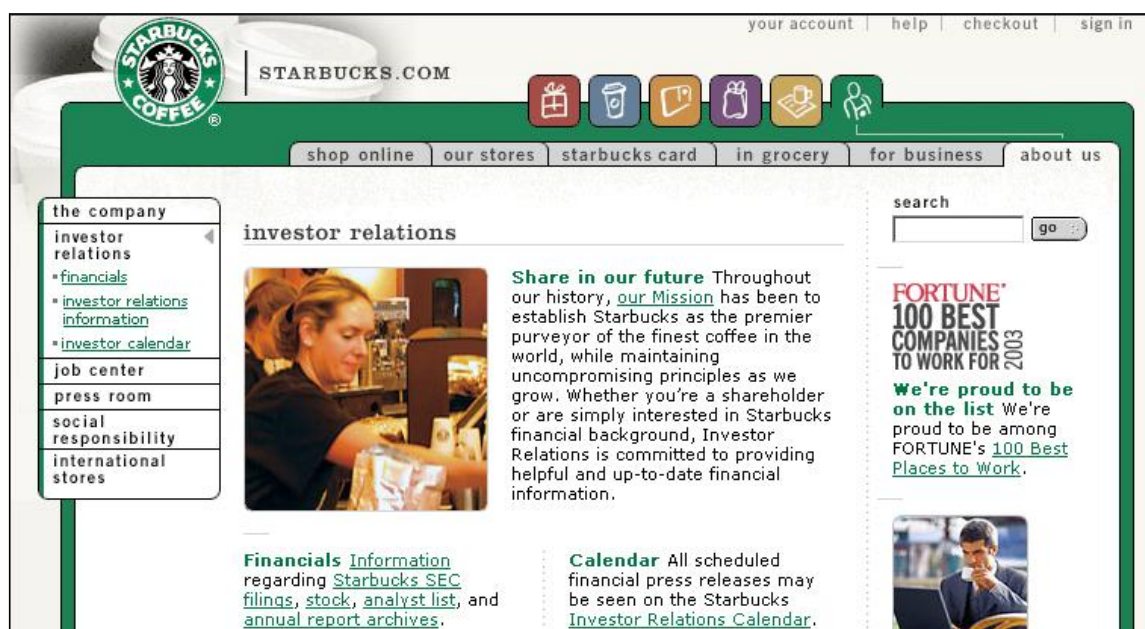 your account | help | checkout | sign in
STARBUCKS COFFEE ®
STARBUCKS.COM
shop online
our stores
starbucks card
in grocery
for business
about us
the company
investor
relations
financials
investor relations
information
investor calendar
job center
press room
social
responsibility
international
stores
investor relations
Share in our future Throughout
our history, our Mission has been to
establish Starbucks as the premier
purveyor of the finest coffee in the
world, while maintaining
uncompromising principles as we
grow. Whether you're a shareholder
or are simply interested in Starbucks
financial background, Investor
Relations is committed to providing
helpful and up-to-date financial
information.
Financials Information
regarding Starbucks SEC
filings, stock, analyst list, and
annual report archives.
Calendar All scheduled
financial press releases may
be seen on the Starbucks
Investor Relations Calendar.
search
go
FORTUNE
100 BEST
COMPANIES
TO WORK FOR 2003
We're proud to be
on the list We're
proud to be among
FORTUNE's 100 Best
Places to Work.